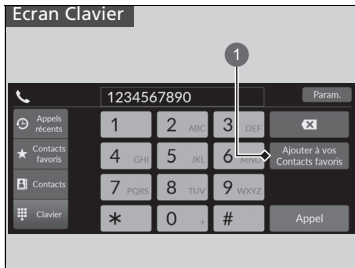 Ecran Clavier
1
1234567890
Param.
Appels
récents
1
2 ABC
3 DEF
Contacts
favoris
4 GHI
5 JKL
6 MNO
Ajouter à vos
Contacts favoris
Contacts
7 PQRS
8 TUV
9 WXYZ
Clavier
*
0 +
#
Appel